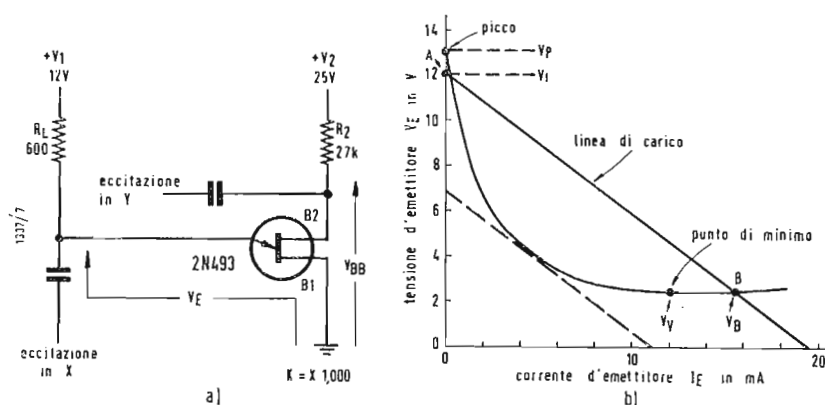 +V1
12V
RL
600
+V2
25V
R2
27k
eccitazione
in Y
1337/7
B2
2N493
B1
VBB
VE
eccitazione
in X
K = X 1,000
a)
tensione d'emettitore VE in V
14
12
10
8
6
4
2
0
picco
A
VP
V1
linea di carico
punto di minimo
B
VV
VB
0
10
20
corrente d'emettitore IE in mA
b)